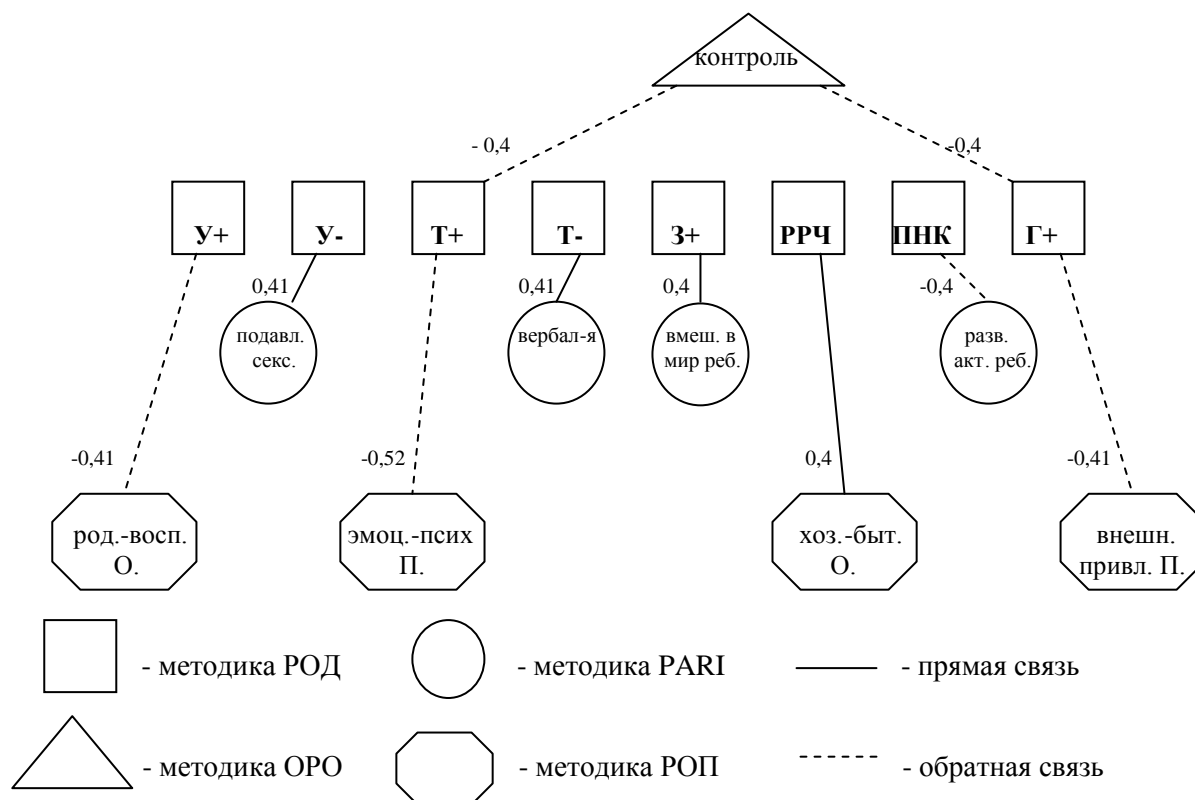 контроль
- 0,4
-0,4
У+
У-
Т+
Т-
З+
РРЧ
ПНК
Г+
0,41
0,41
0,4
-0,4
подавл.
секс.
вербал-я
вмеш. в
мир реб.
разв.
акт. реб.
-0,41
-0,52
0,4
-0,41
род.-восп.
О.
эмоц.-псих
П.
хоз.-быт.
О.
внешн.
привл. П.
- методика РОД
- методика PARI
- прямая связь
- методика ОРО
- методика РОП
- обратная связь